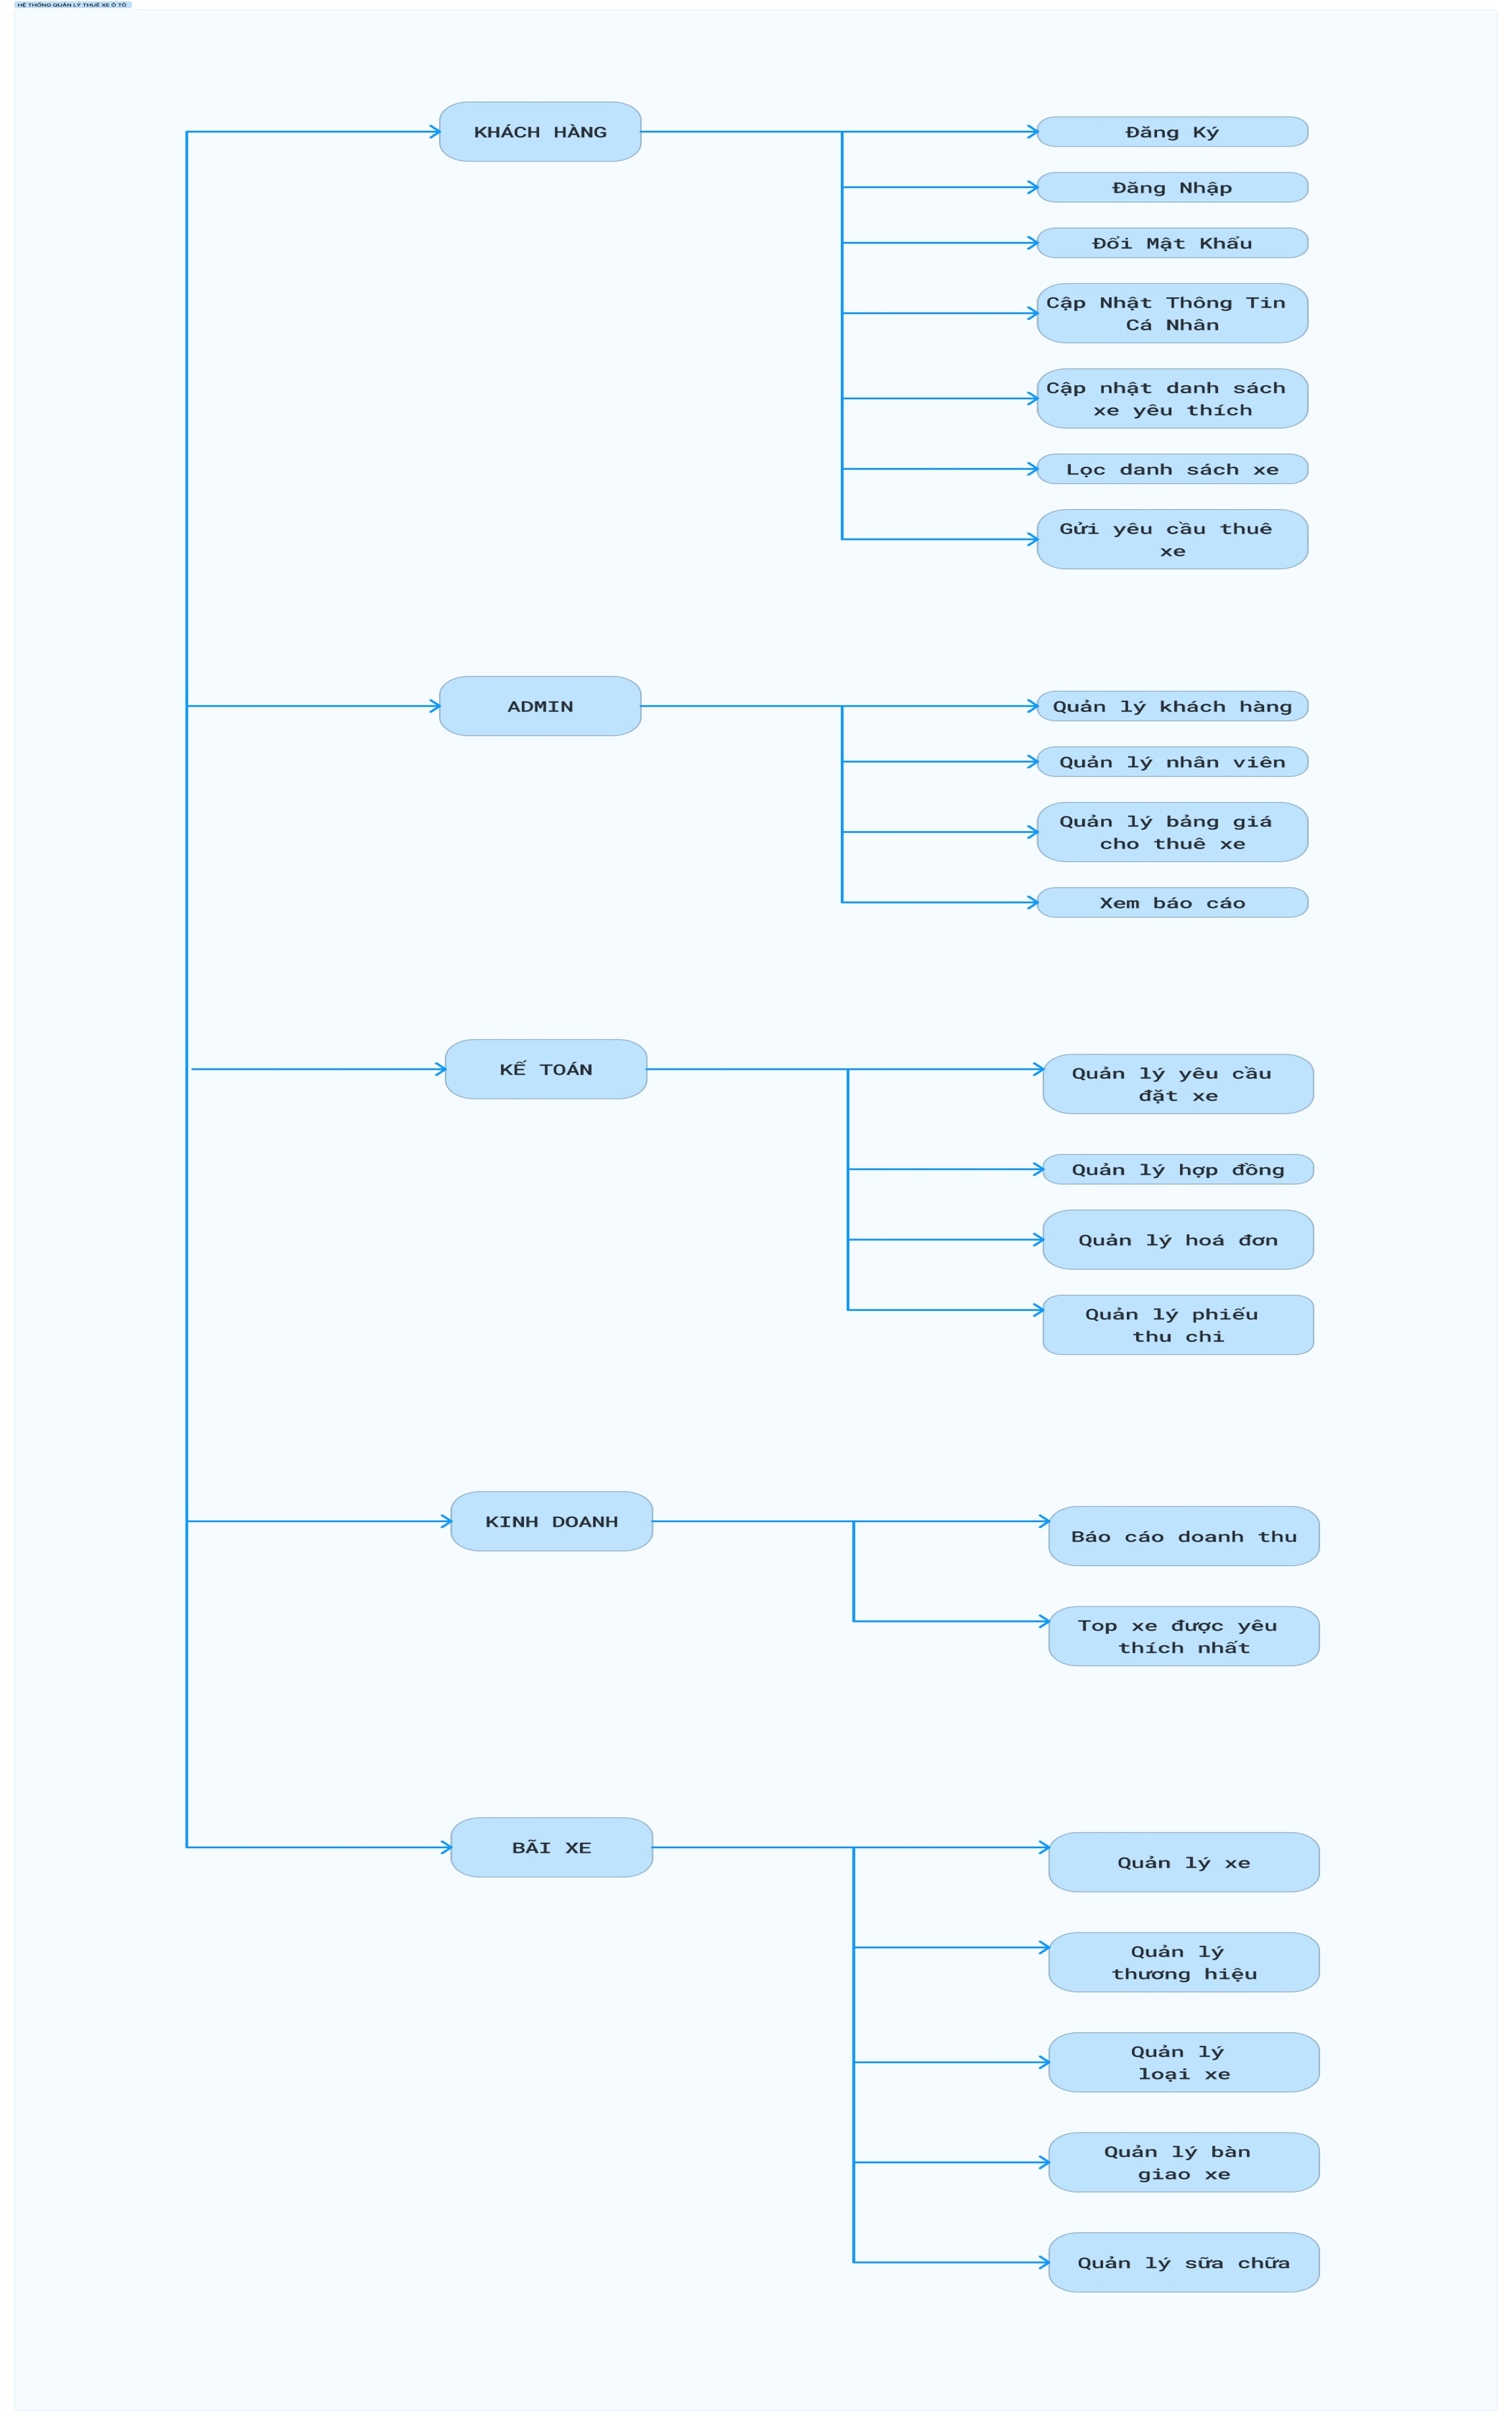 HỆ THỐNG QUẢN LÝ THUÊ XE Ô TÔ
KHÁCH HÀNG
Đăng Ký
Đăng Nhập
Đổi Mật Khẩu
Cập Nhật Thông Tin
Cá Nhân
Cập nhật danh sách
xe yêu thích
Lọc danh sách xe
Gửi yêu cầu thuê
xe
ADMIN
Quản lý khách hàng
Quản lý nhân viên
Quản lý bảng giá
cho thuê xe
Xem báo cáo
KẾ TOÁN
Quản lý yêu cầu
đặt xe
Quản lý hợp đồng
Quản lý hoá đơn
Quản lý phiếu
thu chi
KINH DOANH
Báo cáo doanh thu
Top xe được yêu
thích nhất
BÃI XE
Quản lý xe
Quản lý
thương hiệu
Quản lý
loại xe
Quản lý bàn
giao xe
Quản lý sữa chữa